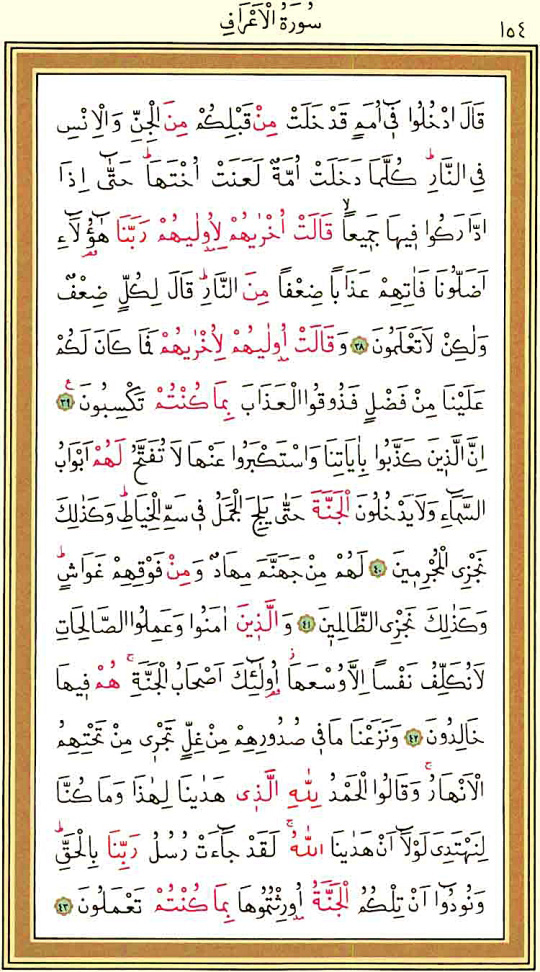 سُورَةُ الْاَعْرَافِ
١٥٤
قَالَ ادْخُلُوا فٖٓي اُمَمٍ قَدْ خَلَتْ مِنْ قَبْلِكُمْ مِنَ الْجِنِّ وَالْاِنْسِ
فِي النَّارِؕ كُلَّمَا دَخَلَتْ اُمَّةٌ لَعَنَتْ اُخْتَهَاؕ حَتّٰٓى اِذَا
ادَّارَكُوا فٖيهَا جَمٖيعاًۙ قَالَتْ اُخْرٰيهُمْ لِاُو۫لٰيهُمْ رَبَّنَا هٰٓؤُ۬لَٓاءِ
اَضَلُّونَا فَاٰتِهِمْ عَذَاباً ضِعْفاً مِنَ النَّارِؕ قَالَ لِكُلٍّ ضِعْفٌ
وَلٰكِنْ لَا تَعْلَمُونَ ﴿٣٨﴾ وَقَالَتْ اُو۫لٰيهُمْ لِاُخْرٰيهُمْ فَمَا كَانَ لَكُمْ
عَلَيْنَا مِنْ فَضْلٍ فَذُوقُوا الْعَذَابَ بِمَا كُنْتُمْ تَكْسِبُونَ ﴿٣٩﴾ ع
اِنَّ الَّذٖينَ كَذَّبُوا بِاٰيَاتِنَا وَاسْتَكْبَرُوا عَنْهَا لَا تُفَتَّحُ لَهُمْ اَبْوَابُ
السَّمَٓاءِ وَلَا يَدْخُلُونَ الْجَنَّةَ حَتّٰى يَلِجَ الْجَمَلُ فٖي سَمِّ الْخِيَاطِؕ وَكَذٰلِكَ
نَجْزِي الْمُجْرِمٖينَ ﴿٤٠﴾ لَهُمْ مِنْ جَهَنَّمَ مِهَادٌ وَمِنْ فَوْقِهِمْ غَوَاشٍؕ
وَكَذٰلِكَ نَجْزِي الظَّالِمٖينَ ﴿٤١﴾ وَالَّذٖينَ اٰمَنُوا وَعَمِلُوا الصَّالِحَاتِ
لَا نُكَلِّفُ نَفْساً اِلَّا وُسْعَهَاؗ اُو۬لٰٓئِكَ اَصْحَابُ الْجَنَّةِۚ هُمْ فٖيهَا
خَالِدُونَ ﴿٤٢﴾ وَنَزَعْنَا مَا فٖي صُدُورِهِمْ مِنْ غِلٍّ تَجْرٖي مِنْ تَحْتِهِمُ
الْاَنْهَارُۚ وَقَالُوا الْحَمْدُ لِلّٰهِ الَّذٖي هَدٰينَا لِهٰذَا وَمَا كُنَّا
لِنَهْتَدِيَ لَوْلَٓا اَنْ هَدٰينَا اللّٰهُۚ لَقَدْ جَٓاءَتْ رُسُلُ رَبِّنَا بِالْحَقِّؕ
وَنُودُٓوا اَنْ تِلْكُمُ الْجَنَّةُ اُو۫رِثْتُمُوهَا بِمَا كُنْتُمْ تَعْمَلُونَ ﴿٤٣﴾